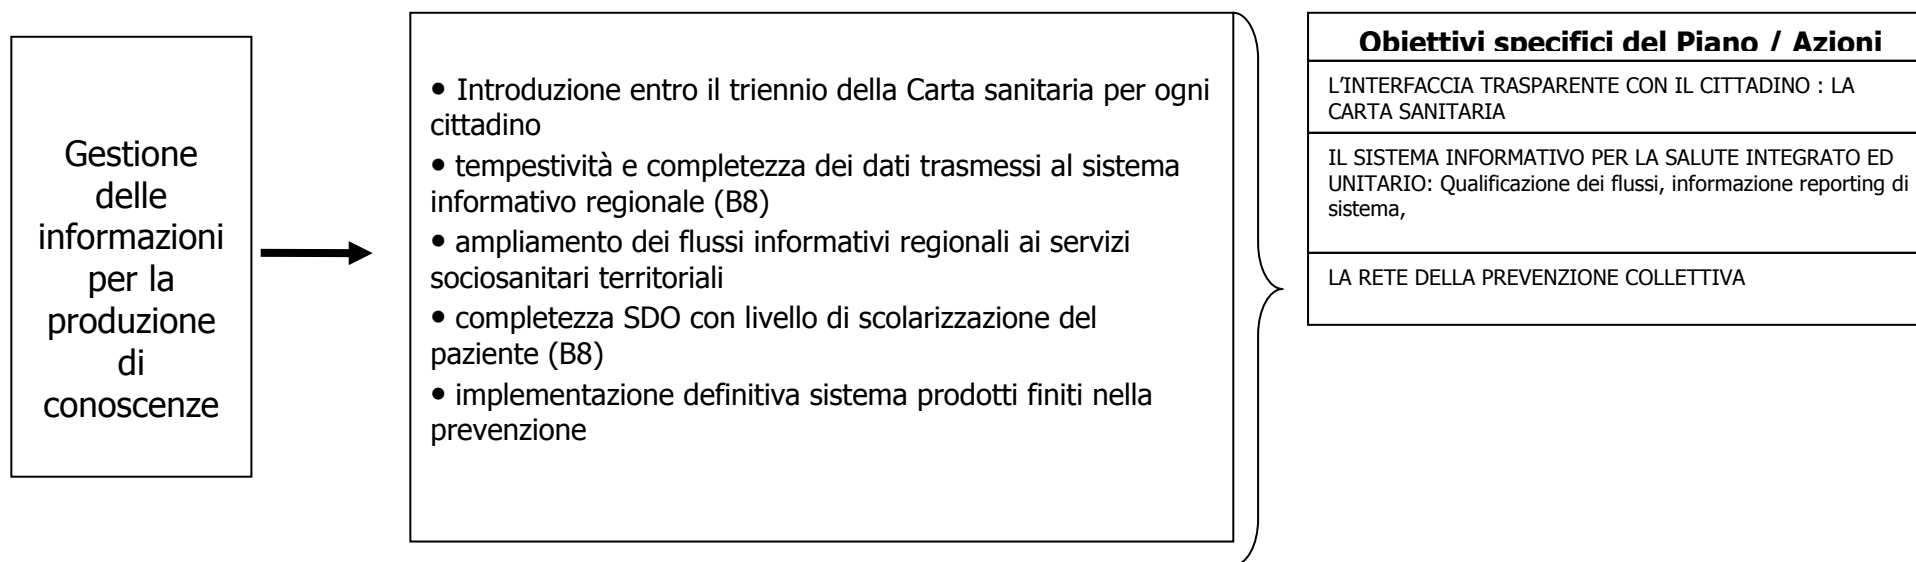 Gestione
delle
informazioni
per la
produzione
di
conoscenze
• Introduzione entro il triennio della Carta sanitaria per ogni
cittadino
• tempestività e completezza dei dati trasmessi al sistema
informativo regionale (B8)
• ampliamento dei flussi informativi regionali ai servizi
sociosanitari territoriali
• completezza SDO con livello di scolarizzazione del
paziente (B8)
• implementazione definitiva sistema prodotti finiti nella
prevenzione
Obiettivi specifici del Piano / Azioni
L'INTERFACCIA TRASPARENTE CON IL CITTADINO : LA
CARTA SANITARIA
IL SISTEMA INFORMATIVO PER LA SALUTE INTEGRATO ED
UNITARIO: Qualificazione dei flussi, informazione reporting di
sistema,
LA RETE DELLA PREVENZIONE COLLETTIVA